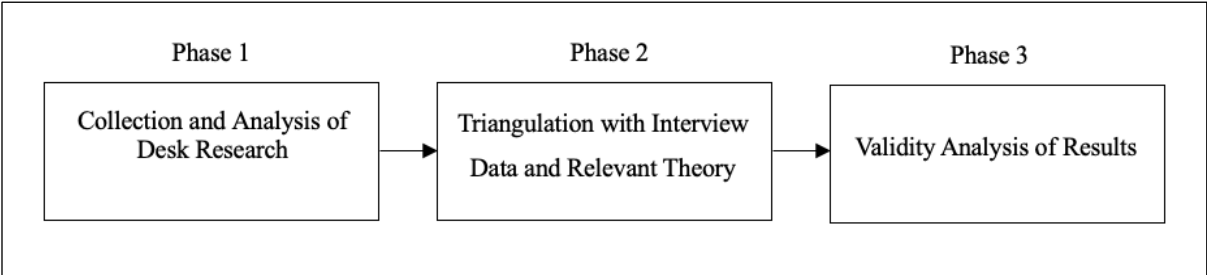 Phase 1
Collection and Analysis of
Desk Research
Phase 2
Triangulation with Interview
Data and Relevant Theory
Phase 3
Validity Analysis of Results